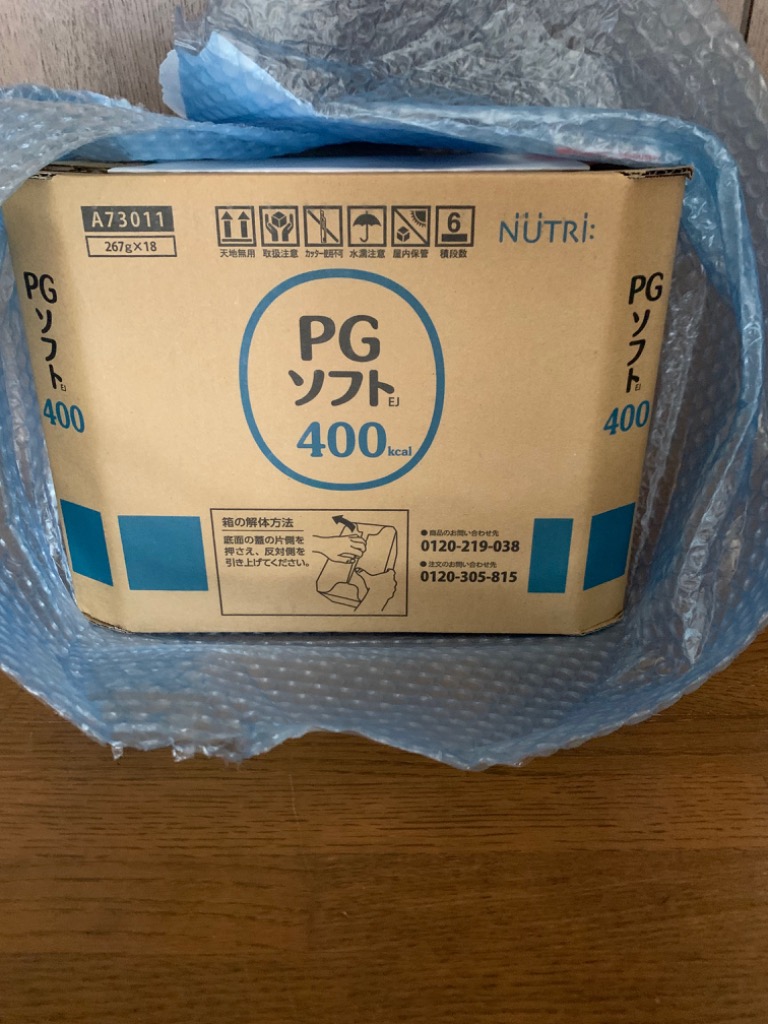 A73011
267g×18
天地無用
取扱注意
カッター使用不可
水濡注意
屋内保管
6
積段数
NÜTRi:
PG
ソフト EJ
400
PG
ソフト EJ
400kcal
PG
ソフト EJ
400
箱の解体方法
底面の蓋の片側を
押さえ、反対側を
引き上げてください。
●商品のお問い合わせ先
0120-219-038
●注文のお問い合わせ先
0120-305-815